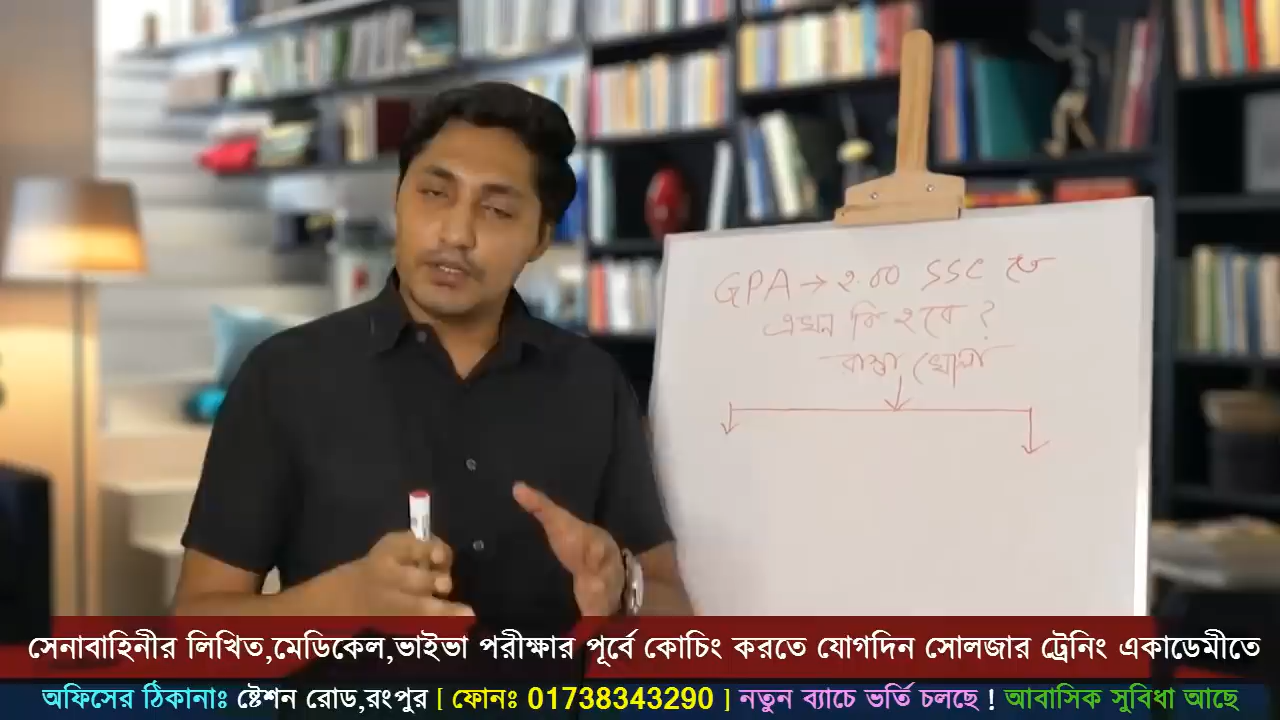 GPA → ২.০০ SSC তে
এখন কি হবে ?
রাস্তা খোলা
সেনাবাহিনীর লিখিত,মেডিকেল,ভাইভা পরীক্ষার পূর্বে কোচিং করতে যোগদিন সোলজার ট্রেনিং একাডেমীতে
অফিসের ঠিকানাঃ ষ্টেশন রোড,রংপুর [ ফোনঃ 01738343290 ] নতুন ব্যাচে ভর্তি চলছে ! আবাসিক সুবিধা আছে